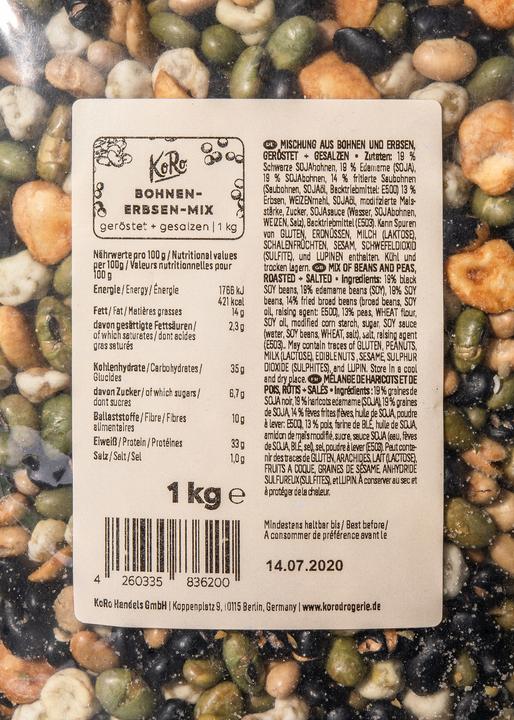 KoRo
BOHNEN-
ERBSEN-MIX
geröstet + gesalzen | 1 kg
Nährwerte pro 100 g / Nutritional values
per 100g / Valeurs nutritionnelles pour
100 g
Energie / Energy / Énergie 1766 kJ
421 kcal
Fett / Fat / Matières grasses 14 g
davon gesättigte Fettsäuren / 2,3 g
of which saturates / dont acides
gras saturés
Kohlenhydrate / Carbohydrates / 35 g
Glucides
davon Zucker / of which sugars / 6,7 g
dont sucres
Ballaststoffe / Fibre / Fibres 10 g
alimentaires
Eiweiß / Protein / Protéines 33 g
Salz / Salt / Sel 1,0 g
1 kg e
4 260335 836200
KoRo Handels GmbH | Koppenplatz 9, 10115 Berlin, Germany | www.korodrogerie.de
DE MISCHUNG AUS BOHNEN UND ERBSEN,
GERÖSTET + GESALZEN • Zutaten: 19 %
Schwarze SOJAbohnen, 19 % Edamame (SOJA),
19 % SOJAbohnen, 14 % frittierte Saubohnen
(Saubohnen, SOJAöl, Backtriebmittel: E500) 13 %
Erbsen, WEIZENmehl, SOJAöl, modifizierte Mais-
stärke, Zucker, SOJAsauce (Wasser, SOJAbohnen,
WEIZEN, Salz), Backtriebmittel (E503). Kann Spuren
von GLUTEN, ERDNÜSSEN, MILCH (LAKTOSE),
SCHALENFRÜCHTEN, SESAM, SCHWEFELDIOXID
(SULFITE), und LUPINEN enthalten. Kühl und
trocken lagern. EN MIX OF BEANS AND PEAS,
ROASTED + SALTED • Ingredients: 19% black
SOY beans, 19% edamame beans (SOY), 19% SOY
beans, 14% fried broad beans (broad beans, SOY
oil, raising agent: E500), 13% peas, WHEAT flour,
SOY oil, modified corn starch, sugar, SOY sauce
(water, SOY beans, WHEAT, salt), salt, raising agent
(E503). May contain traces of GLUTEN, PEANUTS,
MILK (LACTOSE), EDIBLE NUTS, SESAME, SULPHUR
DIOXIDE (SULPHITES), and LUPIN. Store in a cool
and dry place. FR MÉLANGE DE HARICOTS ET DE
POIS, RÔTIS + SALÉS • Ingrédients : 19 % graines de
SOJA noir, 19 % haricots edamame (SOJA), 19 % graines
de SOJA, 14 % fèves frites (fèves, huile de SOJA, poudre
à lever: E500), 13 % pois, farine de BLÉ, huile de SOJA,
amidon de maïs modifié, sucre, sauce SOJA (eau, fèves
de SOJA, BLÉ, sel), sel, poudre à lever (E503). Peut conte-
nir des traces de GLUTEN, ARACHIDES, LAIT (LACTOSE),
FRUITS A COQUE, GRAINES DE SÉSAME, ANHYDRIDE
SULFUREUX (SULFITES), et LUPIN. À conserver au sec et
à protéger de la chaleur.
Mindestens haltbar bis / Best before /
A consommer de préférence avant le
14.07.2020